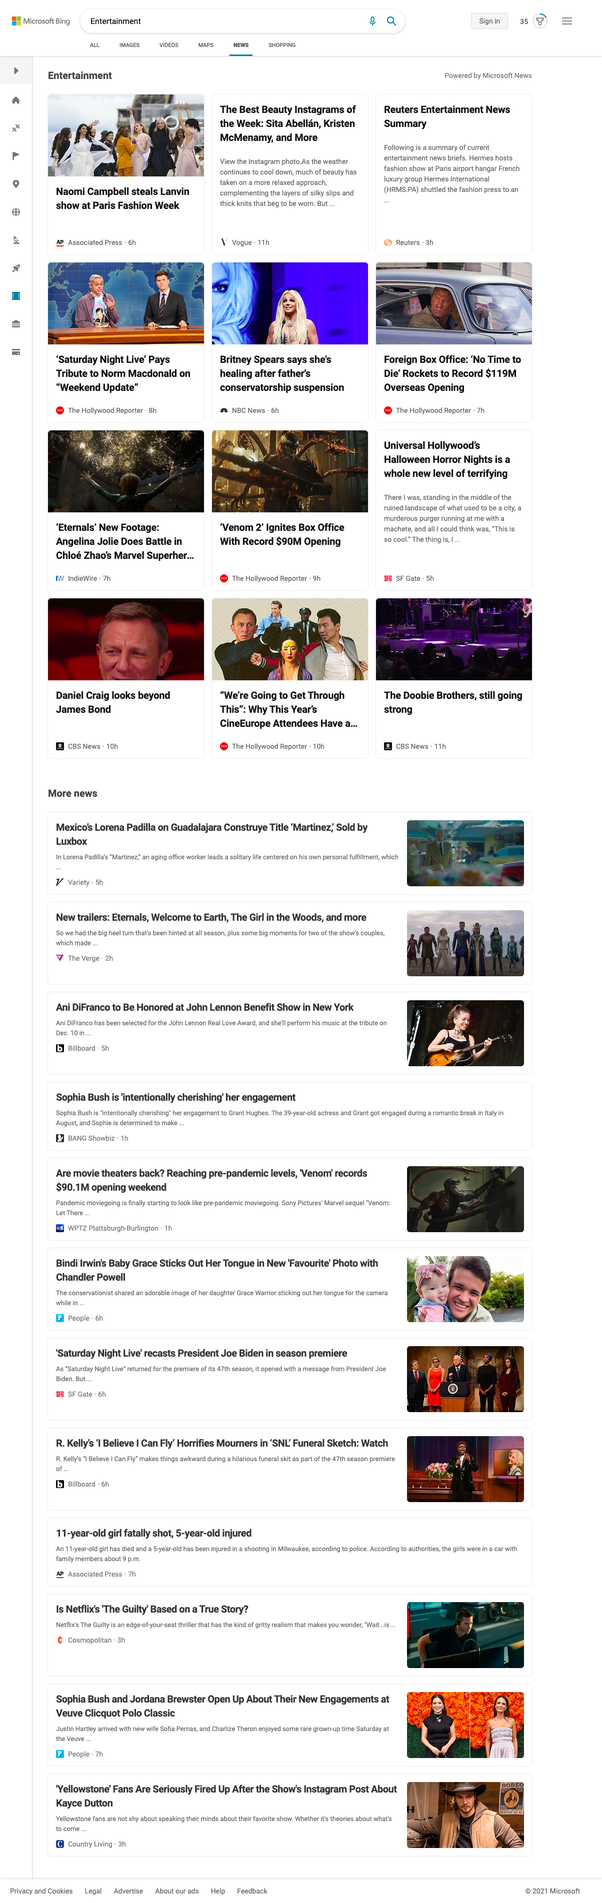 Microsoft Bing
Entertainment
Sign in
35
ALL IMAGES VIDEOS MAPS NEWS SHOPPING
Entertainment
Powered by Microsoft News
Naomi Campbell steals Lanvin
show at Paris Fashion Week
AP Associated Press · 6h
The Best Beauty Instagrams of
the Week: Sita Abellán, Kristen
McMenamy, and More
View the Instagram photo.As the weather
continues to cool down, much of beauty has
taken on a more relaxed approach,
complementing the layers of silky slips and
thick knits that beg to be worn. But ...
Vogue · 11h
Reuters Entertainment News
Summary
Following is a summary of current
entertainment news briefs. Hermes hosts
fashion show at Paris airport hangar French
luxury group Hermes International
(HRMS.PA) shuttled the fashion press to an
...
Reuters · 3h
'Saturday Night Live' Pays
Tribute to Norm Macdonald on
"Weekend Update"
The Hollywood Reporter · 8h
Britney Spears says she's
healing after father's
conservatorship suspension
NBC News · 6h
Foreign Box Office: 'No Time to
Die' Rockets to Record $119M
Overseas Opening
The Hollywood Reporter · 7h
'Eternals' New Footage:
Angelina Jolie Does Battle in
Chloé Zhao's Marvel Superher...
IW IndieWire · 7h
'Venom 2' Ignites Box Office
With Record $90M Opening
The Hollywood Reporter · 9h
Universal Hollywood's
Halloween Horror Nights is a
whole new level of terrifying
There I was, standing in the middle of the
ruined landscape of what used to be a city, a
murderous purger running at me with a
machete, and all I could think was, "This is
so cool." The thing is, I ...
SF Gate · 5h
Daniel Craig looks beyond
James Bond
CBS News · 10h
"We're Going to Get Through
This": Why This Year's
CineEurope Attendees Have a...
The Hollywood Reporter · 10h
The Doobie Brothers, still going
strong
CBS News · 11h
More news
Mexico's Lorena Padilla on Guadalajara Construye Title 'Martinez,' Sold by
Luxbox
In Lorena Padilla's "Martinez," an aging office worker leads a solitary life centered on his own personal fulfillment, which
...
Variety · 5h
New trailers: Eternals, Welcome to Earth, The Girl in the Woods, and more
So we had the big heel turn that's been hinted at all season, plus some big moments for two of the show's couples,
which made ...
The Verge · 2h
Ani DiFranco to Be Honored at John Lennon Benefit Show in New York
Ani DiFranco has been selected for the John Lennon Real Love Award, and she'll perform his music at the tribute on
Dec. 10 in ...
Billboard · 5h
Sophia Bush is 'intentionally cherishing' her engagement
Sophia Bush is "intentionally cherishing" her engagement to Grant Hughes. The 39-year-old actress and Grant got engaged during a romantic break in Italy in
August, and Sophie is determined to make ...
BANG Showbiz · 1h
Are movie theaters back? Reaching pre-pandemic levels, 'Venom' records
$90.1M opening weekend
Pandemic moviegoing is finally starting to look like pre-pandemic moviegoing. Sony Pictures' Marvel sequel "Venom:
Let There ...
WPTZ Plattsburgh-Burlington · 1h
Bindi Irwin's Baby Grace Sticks Out Her Tongue in New 'Favourite' Photo with
Chandler Powell
The conservationist shared an adorable image of her daughter Grace Warrior sticking out her tongue for the camera
while in ...
People · 6h
'Saturday Night Live' recasts President Joe Biden in season premiere
As "Saturday Night Live" returned for the premiere of its 47th season, it opened with a message from President Joe
Biden. But ...
SF Gate · 6h
R. Kelly's 'I Believe I Can Fly' Horrifies Mourners in 'SNL' Funeral Sketch: Watch
R. Kelly's "I Believe I Can Fly" makes things awkward during a hilarious funeral skit as part of the 47th season premiere
of ...
Billboard · 6h
11-year-old girl fatally shot, 5-year-old injured
An 11-year-old girl has died and a 5-year-old has been injured in a shooting in Milwaukee, according to police. According to authorities, the girls were in a car with
family members about 9 p.m.
AP Associated Press · 7h
Is Netflix's 'The Guilty' Based on a True Story?
Netflix's The Guilty is an edge-of-your-seat thriller that has the kind of gritty realism that makes you wonder, "Wait...is ...
Cosmopolitan · 3h
Sophia Bush and Jordana Brewster Open Up About Their New Engagements at
Veuve Clicquot Polo Classic
Justin Hartley arrived with new wife Sofia Pernas, and Charlize Theron enjoyed some rare grown-up time Saturday at
the Veuve ...
People · 7h
'Yellowstone' Fans Are Seriously Fired Up After the Show's Instagram Post About
Kayce Dutton
Yellowstone fans are not shy about speaking their minds about their favorite show. Whether it's theories about what's
to come ...
Country Living · 3h
Privacy and Cookies Legal Advertise About our ads Help Feedback
© 2021 Microsoft